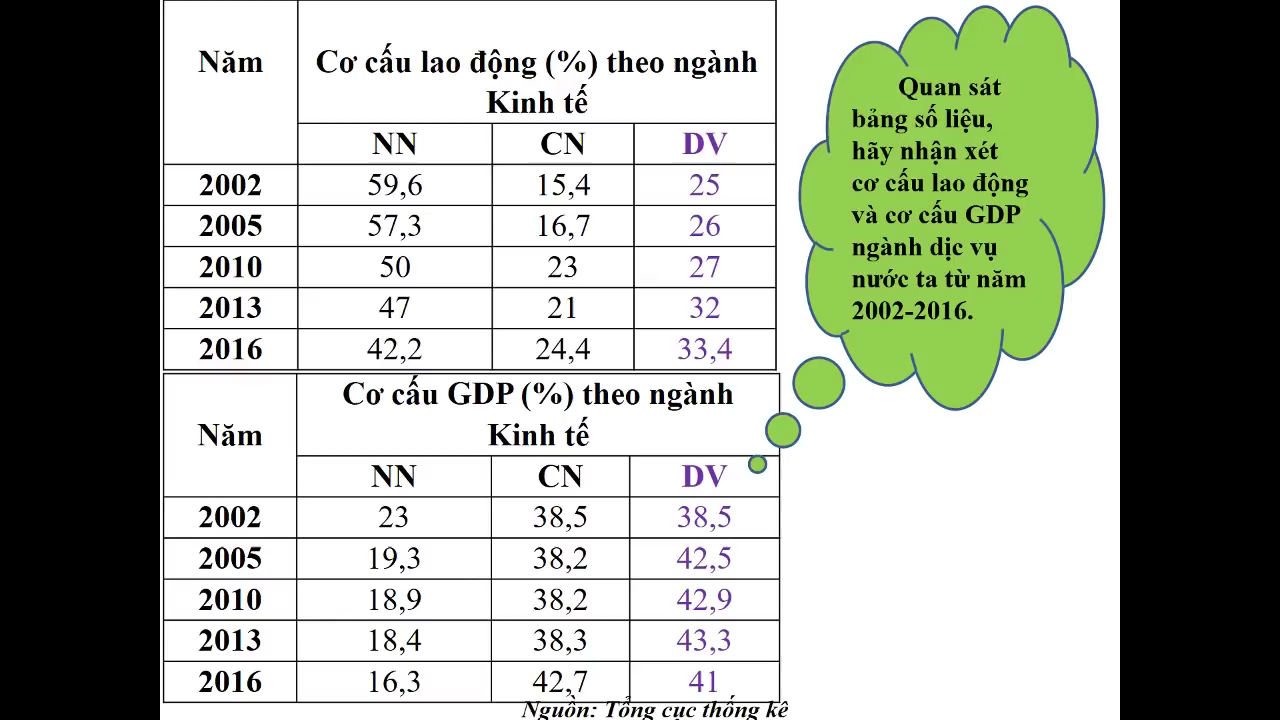 Năm
Cơ cấu lao động (%) theo ngành
Kinh tế
NN CN DV
2002 59,6 15,4 25
2005 57,3 16,7 26
2010 50 23 27
2013 47 21 32
2016 42,2 24,4 33,4
Năm
Cơ cấu GDP (%) theo ngành
Kinh tế
NN CN DV
2002 23 38,5 38,5
2005 19,3 38,2 42,5
2010 18,9 38,2 42,9
2013 18,4 38,3 43,3
2016 16,3 42,7 41
Nguồn: Tổng cục thống kê
Quan sát
bảng số liệu,
hãy nhận xét
cơ cấu lao động
và cơ cấu GDP
ngành dịc vụ
nước ta từ năm
2002-2016.